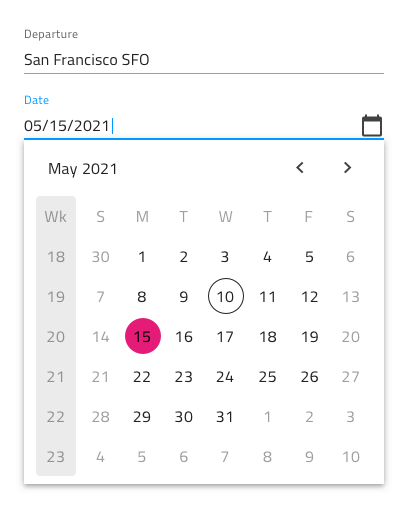 Departure
San Francisco SFO
Date
05/15/2021
May 2021
Wk S M T W T F S
18 30 1 2 3 4 5 6
19 7 8 9 10 11 12 13
20 14 15 16 17 18 19 20
21 21 22 23 24 25 26 27
22 28 29 30 31 1 2 3
23 4 5 6 7 8 9 10